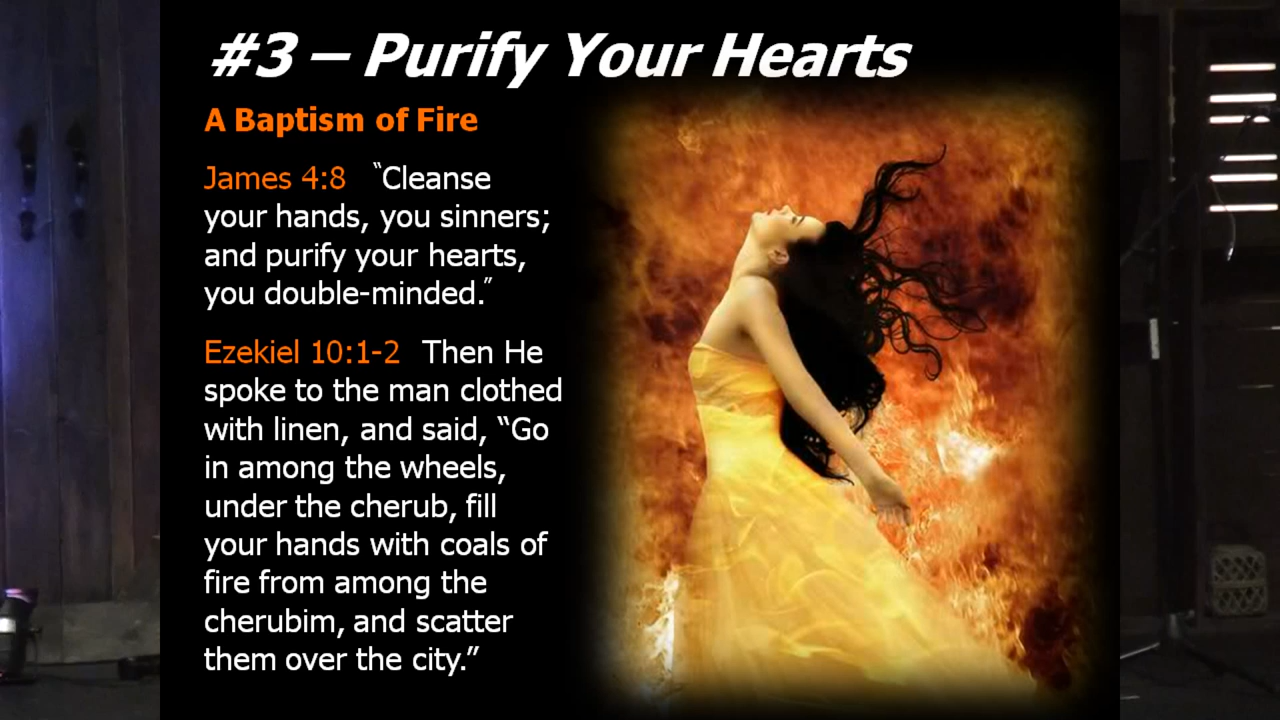 #3 – Purify Your Hearts
A Baptism of Fire
James 4:8 “Cleanse
your hands, you sinners;
and purify your hearts,
you double-minded.”
Ezekiel 10:1-2 Then He
spoke to the man clothed
with linen, and said, “Go
in among the wheels,
under the cherub, fill
your hands with coals of
fire from among the
cherubim, and scatter
them over the city.”